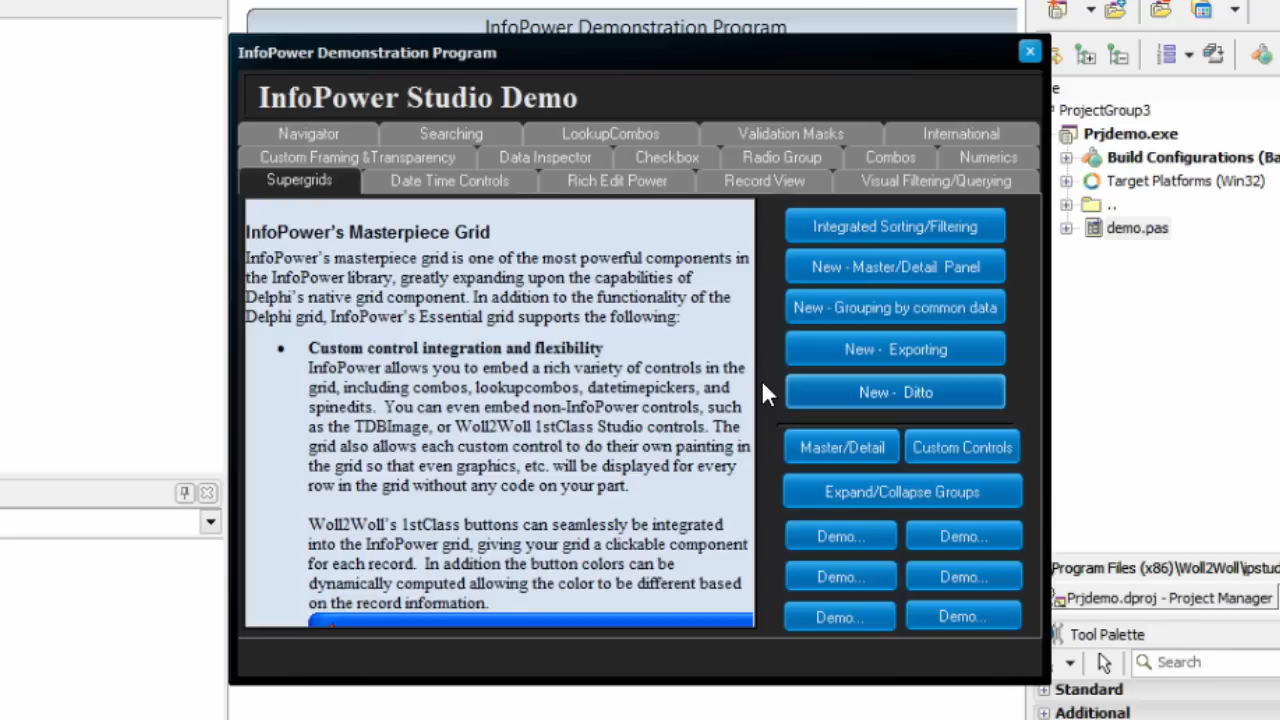 InfoPower Demonstration Program
InfoPower Demonstration Program
InfoPower Studio Demo
Navigator
Searching
LookupCombos
Validation Masks
International
Custom Framing &Transparency
Data Inspector
Checkbox
Radio Group
Combos
Numerics
Supergrids
Date Time Controls
Rich Edit Power
Record View
Visual Filtering/Querying
InfoPower's Masterpiece Grid
InfoPower's masterpiece grid is one of the most powerful components in
the InfoPower library, greatly expanding upon the capabilities of
Delphi's native grid component. In addition to the functionality of the
Delphi grid, InfoPower's Essential grid supports the following:
• Custom control integration and flexibility
InfoPower allows you to embed a rich variety of controls in the
grid, including combos, lookupcombos, datetimepickers, and
spinedits. You can even embed non-InfoPower controls, such
as the TDBImage, or Woll2Woll 1stClass Studio controls. The
grid also allows each custom control to do their own painting in
the grid so that even graphics, etc. will be displayed for every
row in the grid without any code on your part.
Woll2Woll's 1stClass buttons can seamlessly be integrated
into the InfoPower grid, giving your grid a clickable component
for each record. In addition the button colors can be
dynamically computed allowing the color to be different based
on the record information.
Integrated Sorting/Filtering
New - Master/Detail Panel
New - Grouping by common data
New - Exporting
New - Ditto
Master/Detail
Custom Controls
Expand/Collapse Groups
Demo...
Demo...
Demo...
Demo...
Demo...
Demo...
e
ProjectGroup3
Prjdemo.exe
Build Configurations (Ba
Target Platforms (Win32)
..
demo.pas
Program Files (x86)\Woll2Woll\ipstud
Prjdemo.dproj - Project Manager
Tool Palette
Search
Standard
Additional